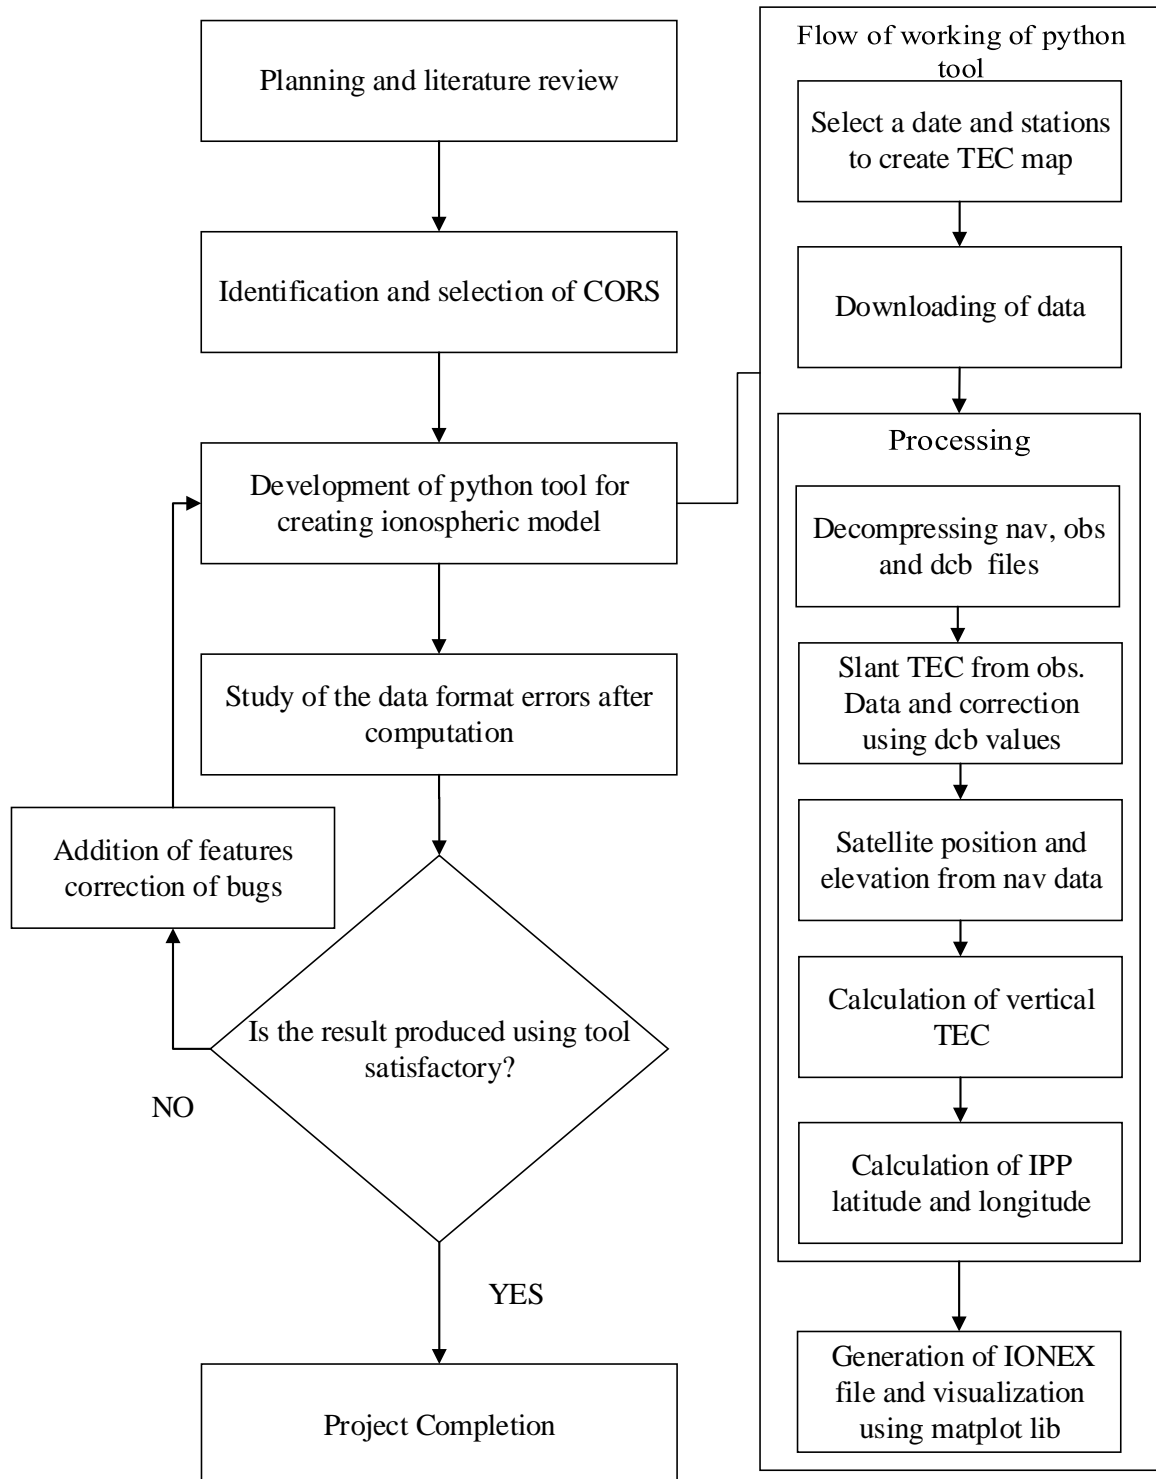 Planning and literature review
Identification and selection of CORS
Development of python tool for
creating ionospheric model
Study of the data format errors after
computation
Addition of features
correction of bugs
Is the result produced using tool
satisfactory?
NO
YES
Project Completion
Flow of working of python
tool
Select a date and stations
to create TEC map
Downloading of data
Processing
Decompressing nav, obs
and dcb files
Slant TEC from obs.
Data and correction
using dcb values
Satellite position and
elevation from nav data
Calculation of vertical
TEC
Calculation of IPP
latitude and longitude
Generation of IONEX
file and visualization
using matplot lib